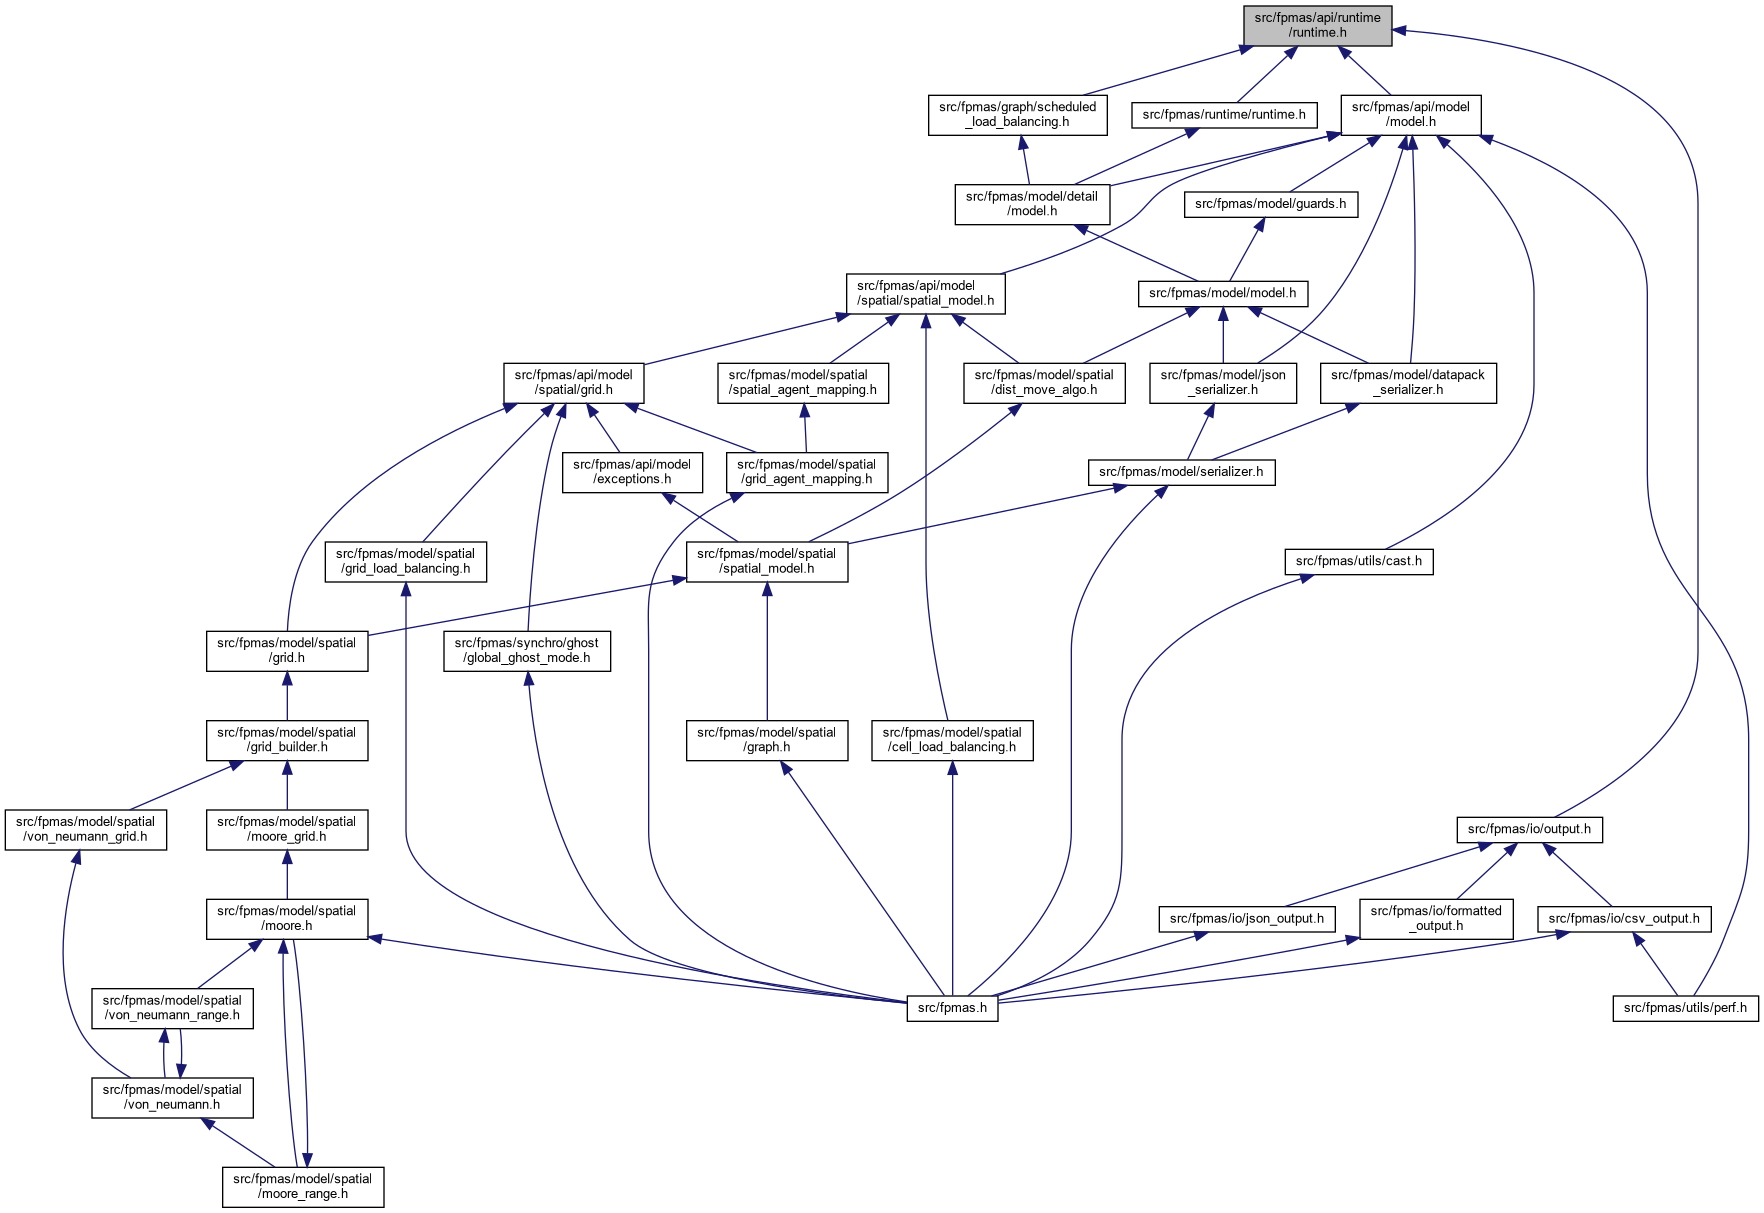 src/fpmas/api/runtime
/runtime.h
src/fpmas/graph/scheduled
_load_balancing.h
src/fpmas/runtime/runtime.h
src/fpmas/api/model
/model.h
src/fpmas/model/detail
/model.h
src/fpmas/model/guards.h
src/fpmas/api/model
/spatial/spatial_model.h
src/fpmas/model/model.h
src/fpmas/api/model
/spatial/grid.h
src/fpmas/model/spatial
/spatial_agent_mapping.h
src/fpmas/model/spatial
/dist_move_algo.h
src/fpmas/model/json
_serializer.h
src/fpmas/model/datapack
_serializer.h
src/fpmas/api/model
/exceptions.h
src/fpmas/model/spatial
/grid_agent_mapping.h
src/fpmas/model/serializer.h
src/fpmas/model/spatial
/grid_load_balancing.h
src/fpmas/model/spatial
/spatial_model.h
src/fpmas/utils/cast.h
src/fpmas/model/spatial
/grid.h
src/fpmas/synchro/ghost
/global_ghost_mode.h
src/fpmas/model/spatial
/grid_builder.h
src/fpmas/model/spatial
/graph.h
src/fpmas/model/spatial
/cell_load_balancing.h
src/fpmas/model/spatial
/von_neumann_grid.h
src/fpmas/model/spatial
/moore_grid.h
src/fpmas/io/output.h
src/fpmas/model/spatial
/moore.h
src/fpmas/io/json_output.h
src/fpmas/io/formatted
_output.h
src/fpmas/io/csv_output.h
src/fpmas/model/spatial
/von_neumann_range.h
src/fpmas.h
src/fpmas/utils/perf.h
src/fpmas/model/spatial
/von_neumann.h
src/fpmas/model/spatial
/moore_range.h